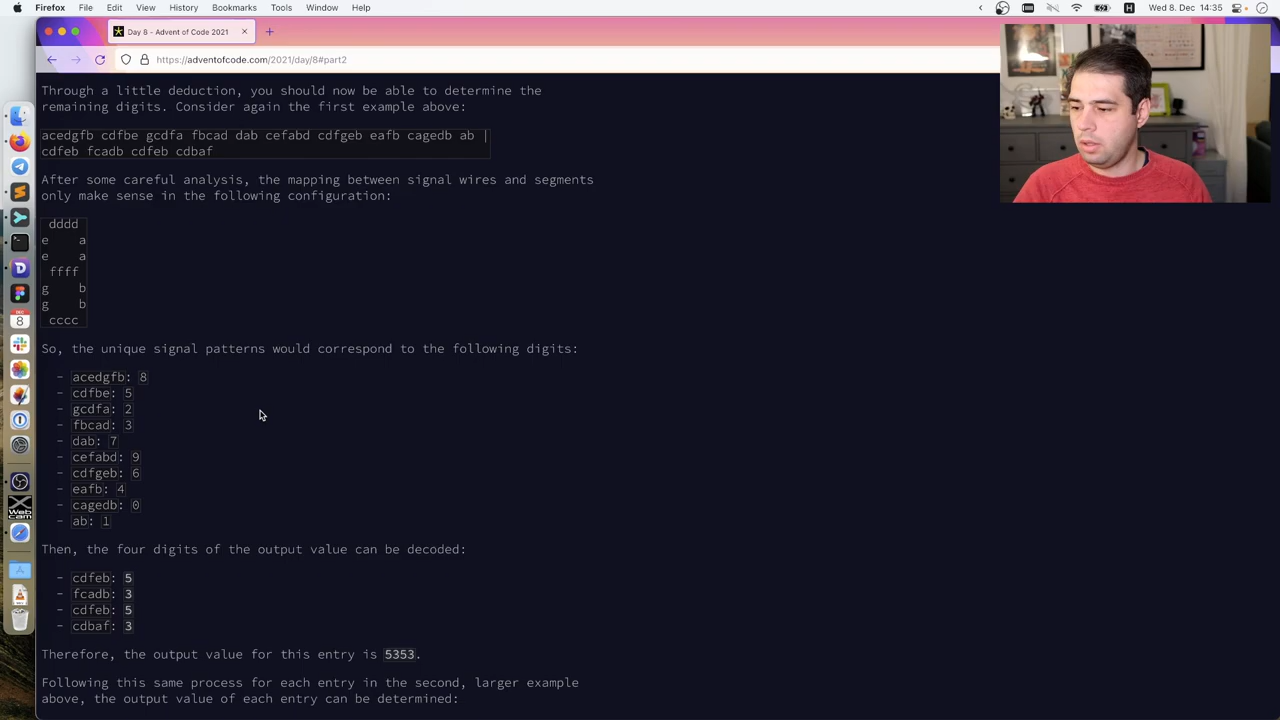 Firefox File Edit View History Bookmarks Tools Window Help
Wed 8. Dec 14:35
Day 8 - Advent of Code 2021
https://adventofcode.com/2021/day/8#part2
Through a little deduction, you should now be able to determine the
remaining digits. Consider again the first example above:
acedgfb cdfbe gcdfa fbcad dab cefabd cdfgeb eafb cagedb ab |
cdfeb fcadb cdfeb cdbaf
After some careful analysis, the mapping between signal wires and segments
only make sense in the following configuration:
dddd
e a
e a
ffff
g b
g b
cccc
So, the unique signal patterns would correspond to the following digits:
- acedgfb: 8
- cdfbe: 5
- gcdfa: 2
- fbcad: 3
- dab: 7
- cefabd: 9
- cdfgeb: 6
- eafb: 4
- cagedb: 0
- ab: 1
Then, the four digits of the output value can be decoded:
- cdfeb: 5
- fcadb: 3
- cdfeb: 5
- cdbaf: 3
Therefore, the output value for this entry is 5353.
Following this same process for each entry in the second, larger example
above, the output value of each entry can be determined: